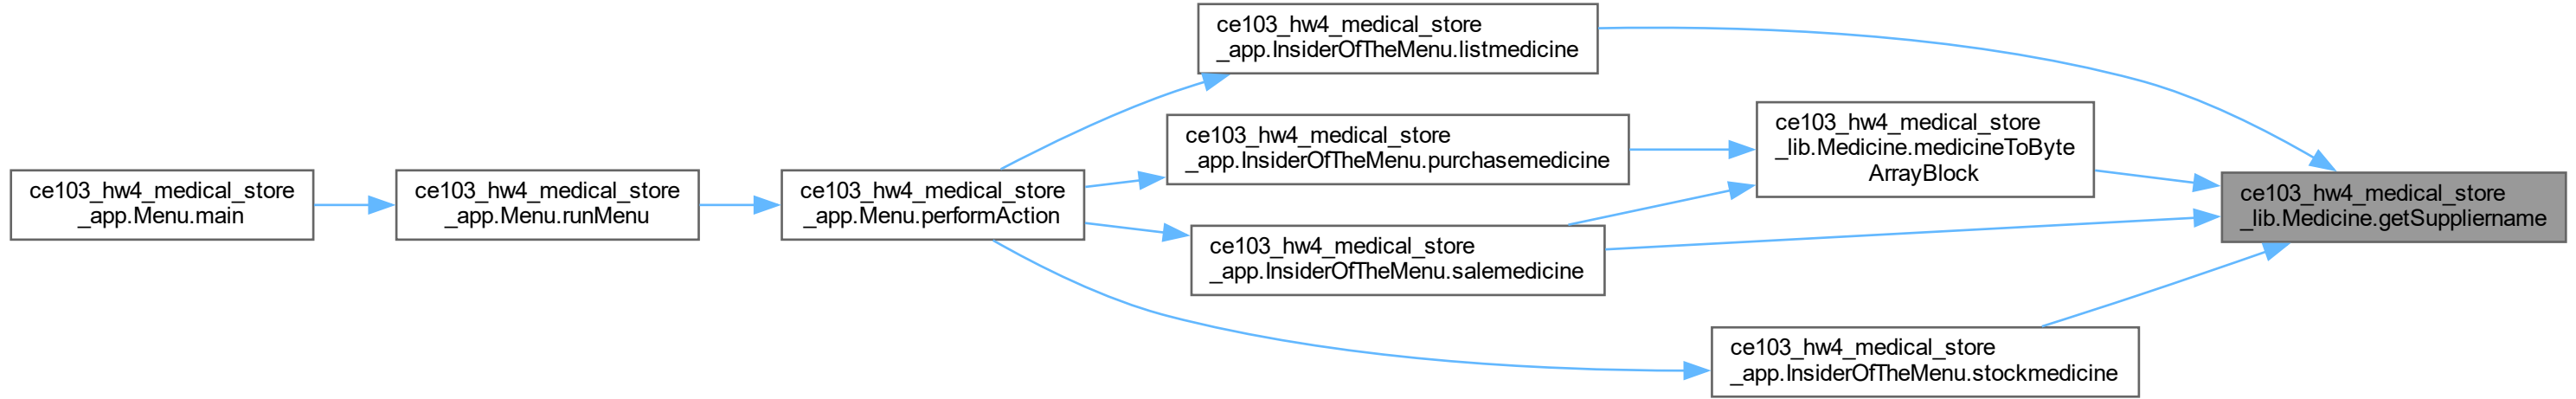 ce103_hw4_medical_store
_app.Menu.main
ce103_hw4_medical_store
_app.Menu.runMenu
ce103_hw4_medical_store
_app.Menu.performAction
ce103_hw4_medical_store
_app.InsiderOfTheMenu.listmedicine
ce103_hw4_medical_store
_app.InsiderOfTheMenu.purchasemedicine
ce103_hw4_medical_store
_app.InsiderOfTheMenu.salemedicine
ce103_hw4_medical_store
_lib.Medicine.medicineToByte
ArrayBlock
ce103_hw4_medical_store
_app.InsiderOfTheMenu.stockmedicine
ce103_hw4_medical_store
_lib.Medicine.getSuppliername